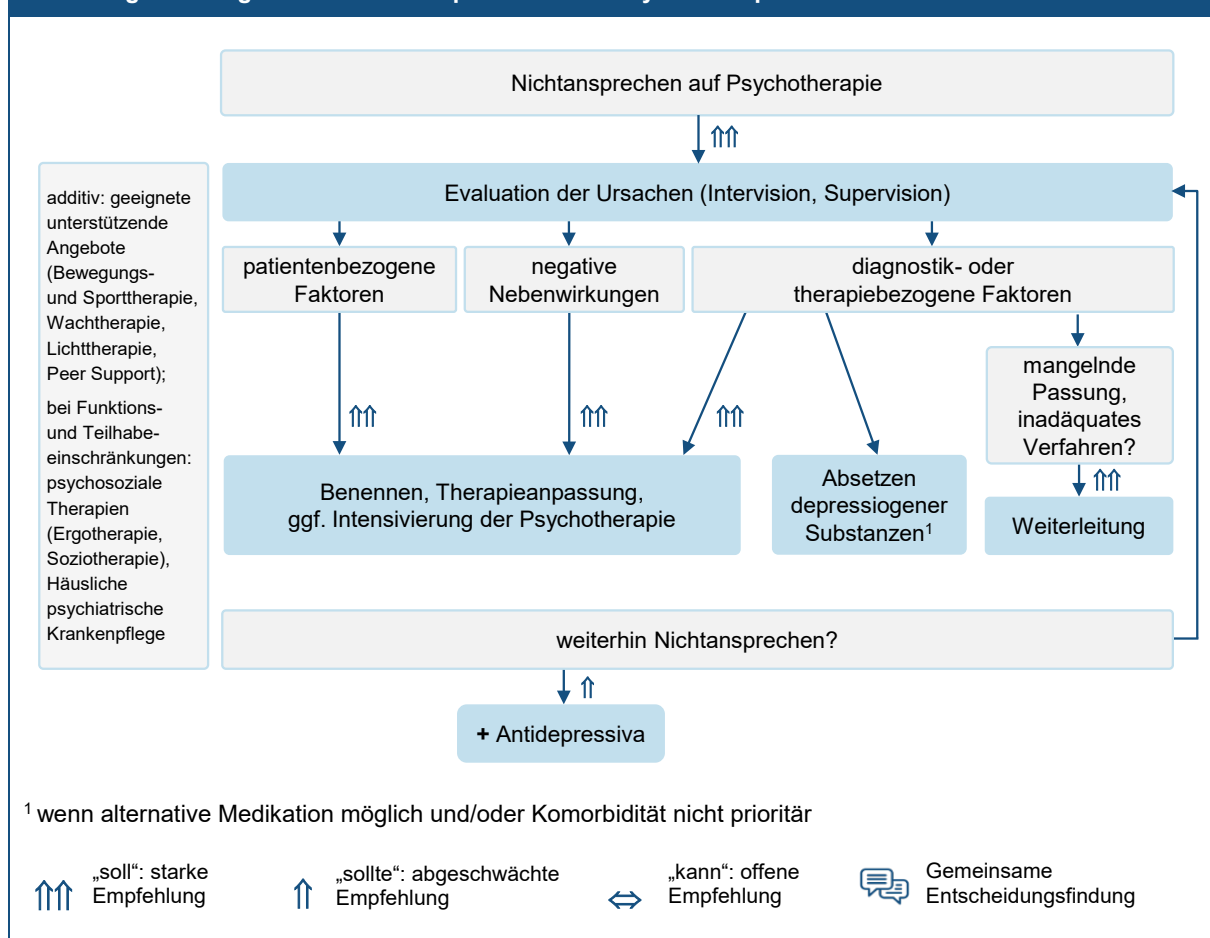 Nichtansprechen auf Psychotherapie
⇑⇑
additiv: geeignete
unterstützende
Angebote
(Bewegungs-
und Sporttherapie,
Wachtherapie,
Lichttherapie,
Peer Support);
bei Funktions-
und Teilhabe-
einschränkungen:
psychosoziale
Therapien
(Ergotherapie,
Soziotherapie),
Häusliche
psychiatrische
Krankenpflege
Evaluation der Ursachen (Intervision, Supervision)
patientenbezogene
Faktoren
negative
Nebenwirkungen
diagnostik- oder
therapiebezogene Faktoren
mangelnde
Passung,
inadäquates
Verfahren?
⇑⇑
⇑⇑
⇑⇑
⇑⇑
Benennen, Therapieanpassung,
ggf. Intensivierung der Psychotherapie
Absetzen
depressiogener
Substanzen¹
Weiterleitung
weiterhin Nichtansprechen?
⇑
+ Antidepressiva
¹ wenn alternative Medikation möglich und/oder Komorbidität nicht prioritär
⇑⇑ „soll“: starke
Empfehlung
⇑ „sollte“: abgeschwächte
Empfehlung
⇔ „kann“: offene
Empfehlung
Gemeinsame
Entscheidungsfindung